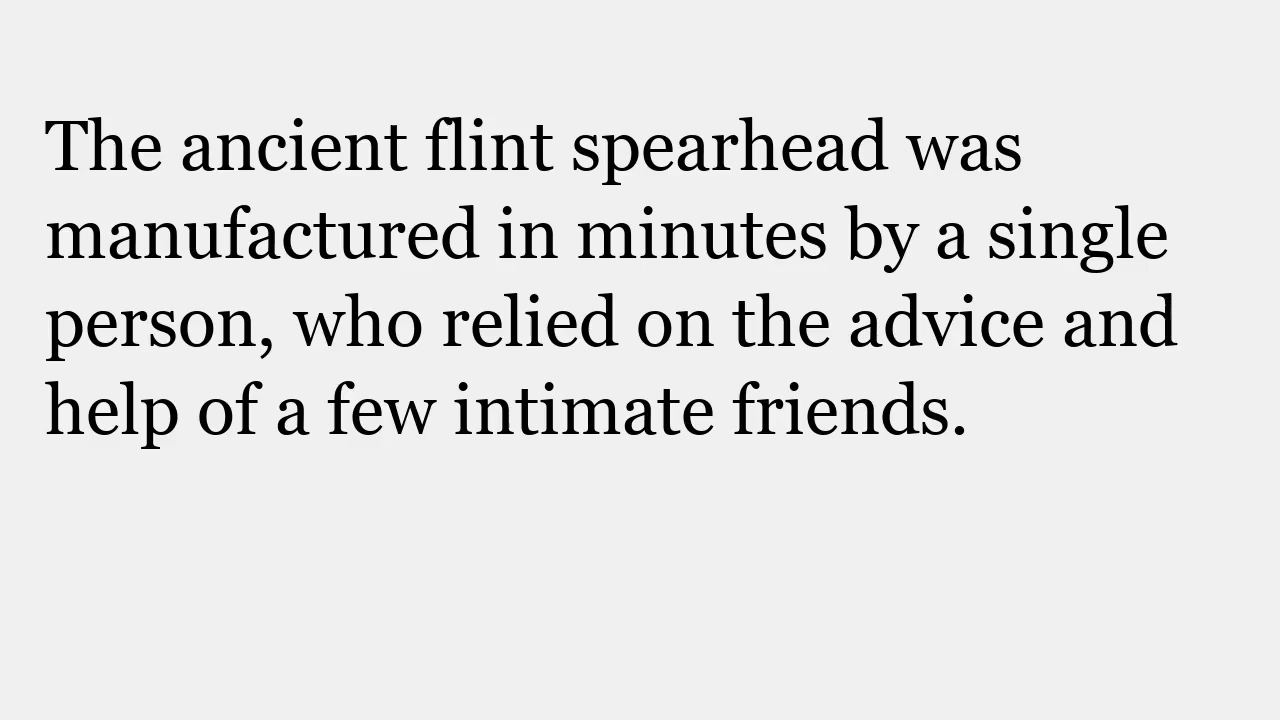 The ancient flint spearhead was
manufactured in minutes by a single
person, who relied on the advice and
help of a few intimate friends.